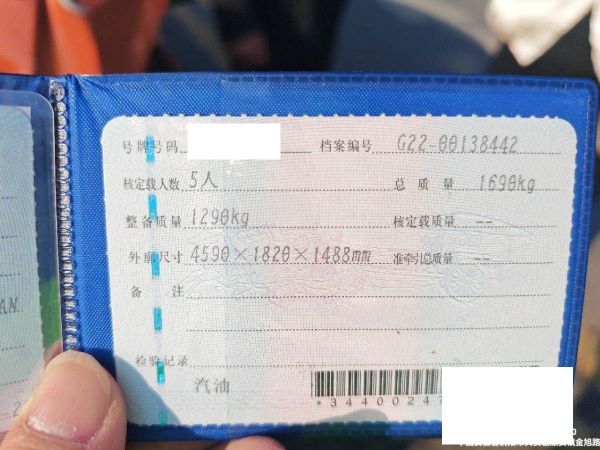 号牌号码 档案编号 G22-00138442
核定载人数 5人 总质量 1690kg
整备质量 1290kg 核定载质量 --
外廓尺寸 4590×1820×1488mm 准牵引总质量 --
备注
检验记录
汽油
*34400247
AN